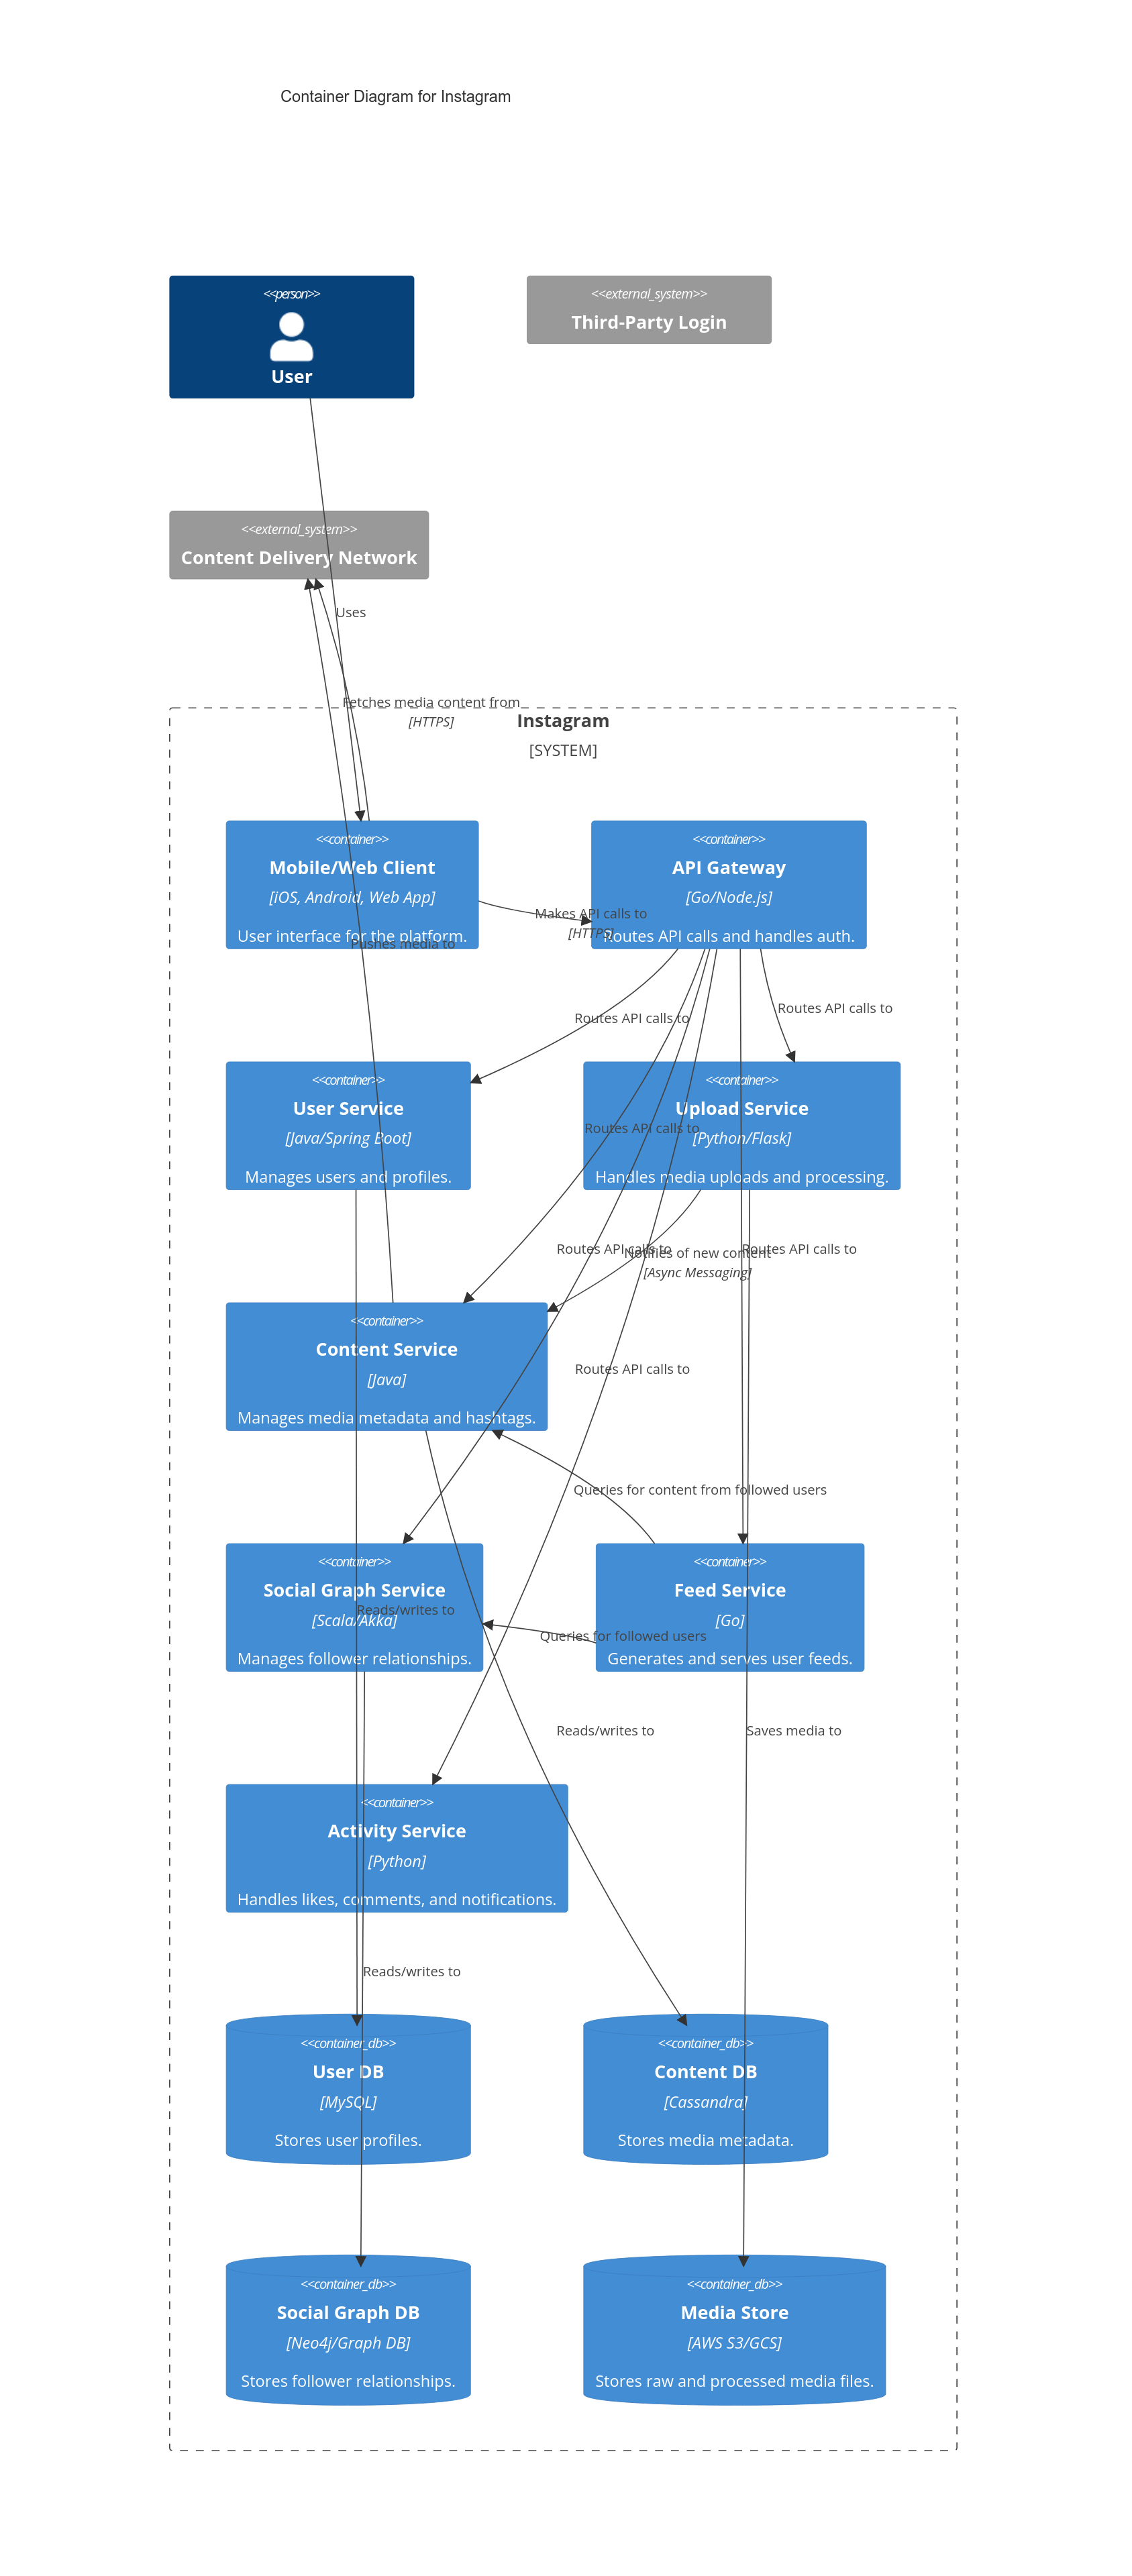 Container Diagram for Instagram
<<person>>
User
<<external_system>>
Third-Party Login
<<external_system>>
Content Delivery Network
Uses
Fetches media content from
[HTTPS]
Instagram
[SYSTEM]
<<container>>
Mobile/Web Client
[iOS, Android, Web App]
User interface for the platform.
<<container>>
API Gateway
[Go/Node.js]
Routes API calls and handles auth.
Makes API calls to
[HTTPS]
Pushes media to
Routes API calls to
Routes API calls to
<<container>>
User Service
[Java/Spring Boot]
Manages users and profiles.
<<container>>
Upload Service
[Python/Flask]
Handles media uploads and processing.
Routes API calls to
Routes API calls to
Notifies of new content
[Async Messaging]
Routes API calls to
<<container>>
Content Service
[Java]
Manages media metadata and hashtags.
Routes API calls to
Queries for content from followed users
<<container>>
Social Graph Service
[Scala/Akka]
Manages follower relationships.
Reads/writes to
<<container>>
Feed Service
[Go]
Generates and serves user feeds.
Queries for followed users
Reads/writes to
Saves media to
<<container>>
Activity Service
[Python]
Handles likes, comments, and notifications.
Reads/writes to
<<container_db>>
User DB
[MySQL]
Stores user profiles.
<<container_db>>
Content DB
[Cassandra]
Stores media metadata.
<<container_db>>
Social Graph DB
[Neo4j/Graph DB]
Stores follower relationships.
<<container_db>>
Media Store
[AWS S3/GCS]
Stores raw and processed media files.